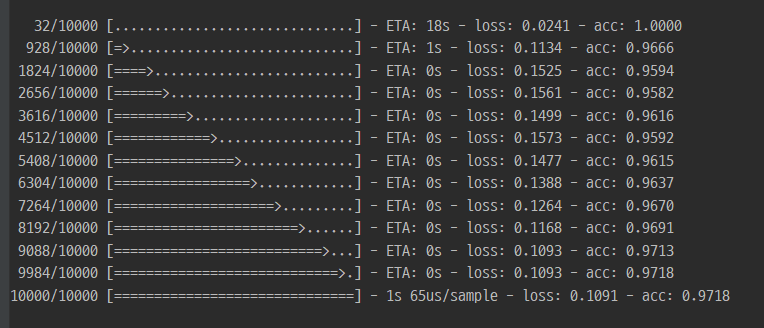 32/10000 [..............................] - ETA: 18s - loss: 0.0241 - acc: 1.0000
928/10000 [=>............................] - ETA: 1s - loss: 0.1134 - acc: 0.9666
1824/10000 [====>.........................] - ETA: 0s - loss: 0.1525 - acc: 0.9594
2656/10000 [======>.......................] - ETA: 0s - loss: 0.1561 - acc: 0.9582
3616/10000 [=========>....................] - ETA: 0s - loss: 0.1499 - acc: 0.9616
4512/10000 [============>.................] - ETA: 0s - loss: 0.1573 - acc: 0.9592
5408/10000 [===============>..............] - ETA: 0s - loss: 0.1477 - acc: 0.9615
6304/10000 [=================>............] - ETA: 0s - loss: 0.1388 - acc: 0.9637
7264/10000 [====================>.........] - ETA: 0s - loss: 0.1264 - acc: 0.9670
8192/10000 [=======================>......] - ETA: 0s - loss: 0.1168 - acc: 0.9691
9088/10000 [==========================>...] - ETA: 0s - loss: 0.1093 - acc: 0.9713
9984/10000 [============================>.] - ETA: 0s - loss: 0.1093 - acc: 0.9718
10000/10000 [==============================] - 1s 65us/sample - loss: 0.1091 - acc: 0.9718